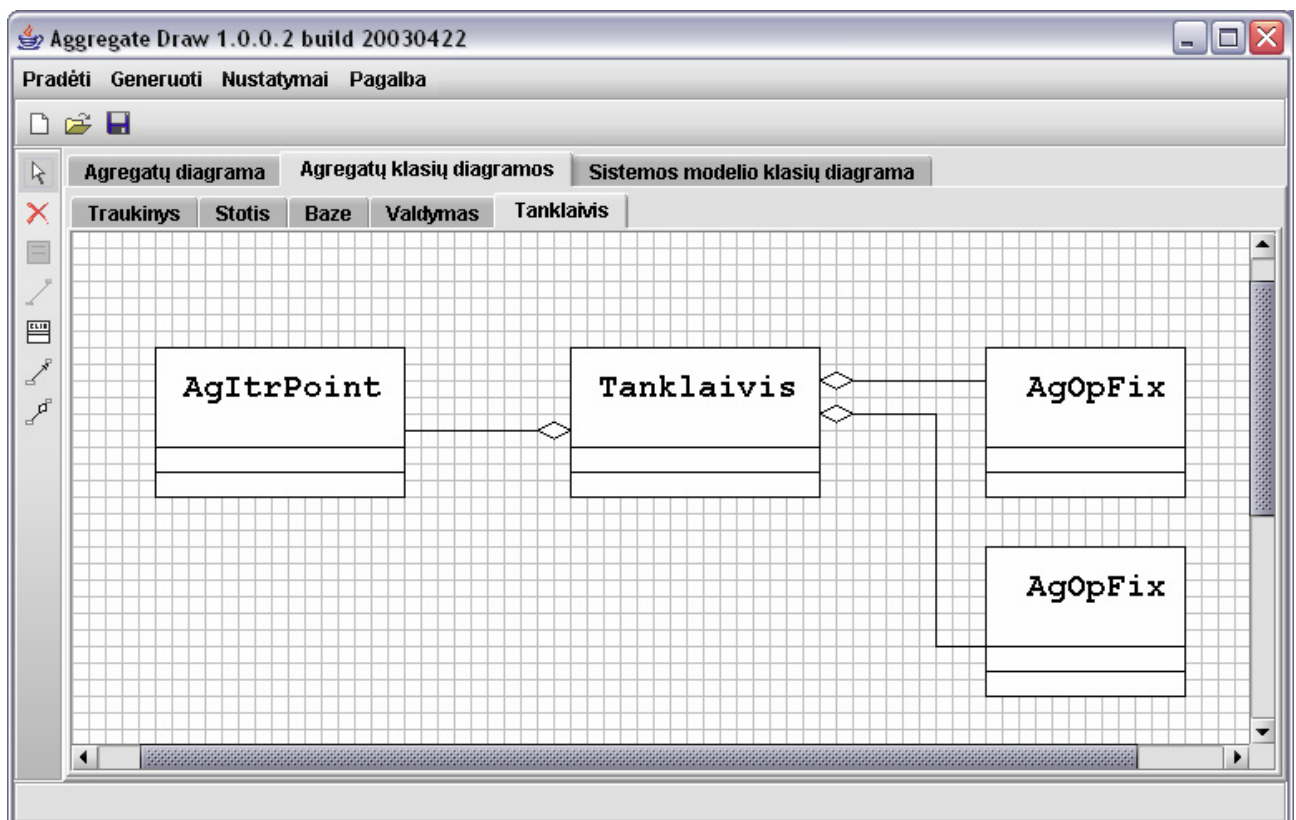 Aggregate Draw 1.0.0.2 build 20030422
Pradėti Generuoti Nustatymai Pagalba
Agregatų diagrama Agregatų klasių diagramos Sistemos modelio klasių diagrama
Traukinys Stotis Baze Valdymas Tanklaivis
AgItrPoint Tanklaivis AgOpFix
AgOpFix